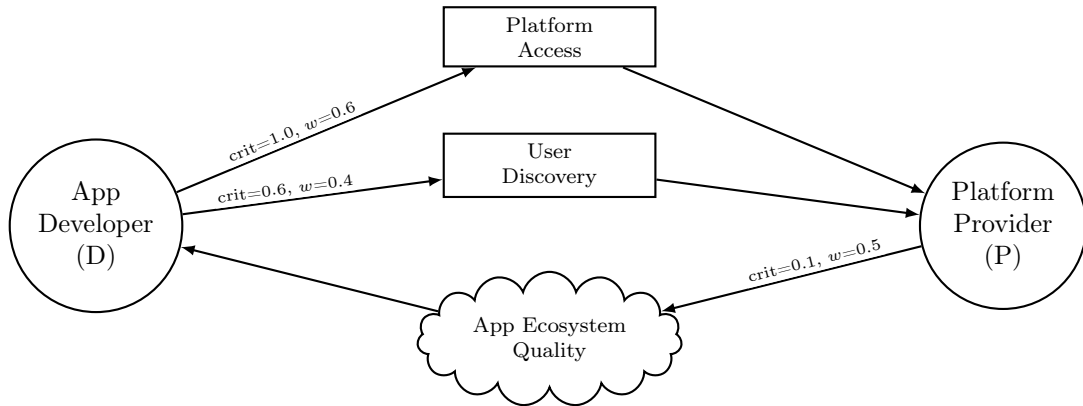 Platform
Access
crit=1.0, w=0.6
User
Discovery
crit=0.6, w=0.4
App
Developer
(D)
Platform
Provider
(P)
crit=0.1, w=0.5
App Ecosystem
Quality